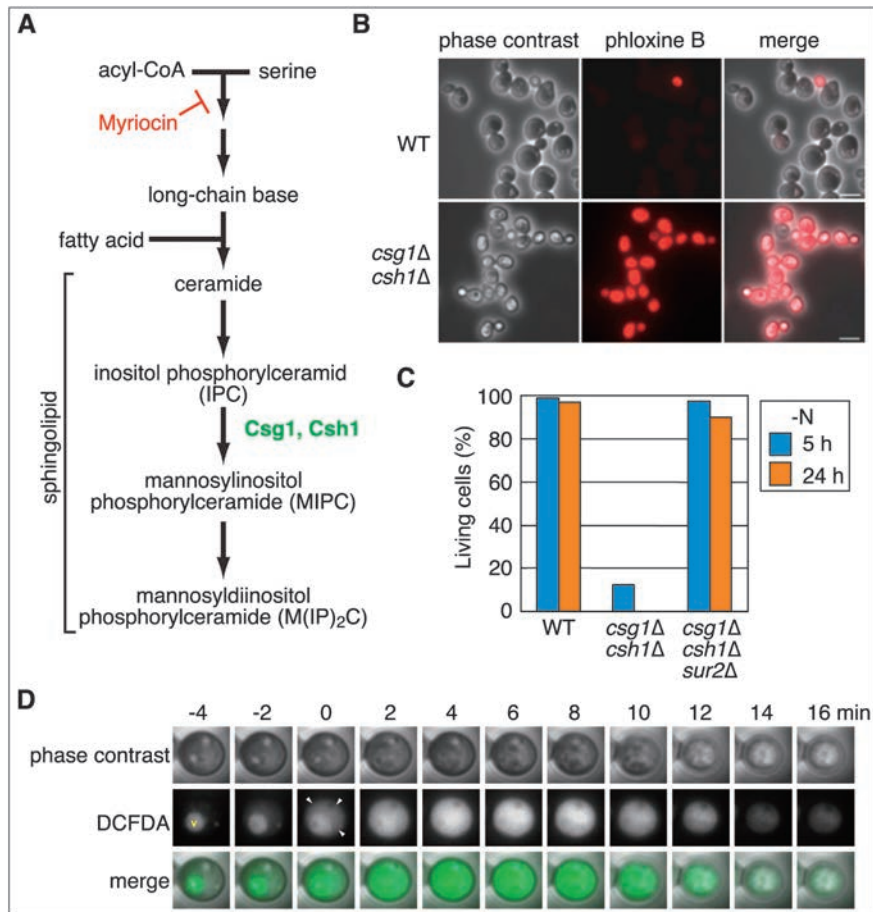 A
acyl-CoA
serine
Myriocin
long-chain base
fatty acid
ceramide
inositol phosphorylceramid
(IPC)
Csg1, Csh1
mannosylinositol
phosphorylceramide (MIPC)
mannosyldiinositol
phosphorylceramide (M(IP)₂C)
sphingolipid
B
phase contrast phloxine B merge
WT
csg1Δ
csh1Δ
C
Living cells (%)
100
80
60
40
20
0
WT
csg1Δ
csh1Δ
csg1Δ
csh1Δ
sur2Δ
-N
5 h
24 h
D
-4 -2 0 2 4 6 8 10 12 14 16 min
phase contrast
DCFDA
v
merge